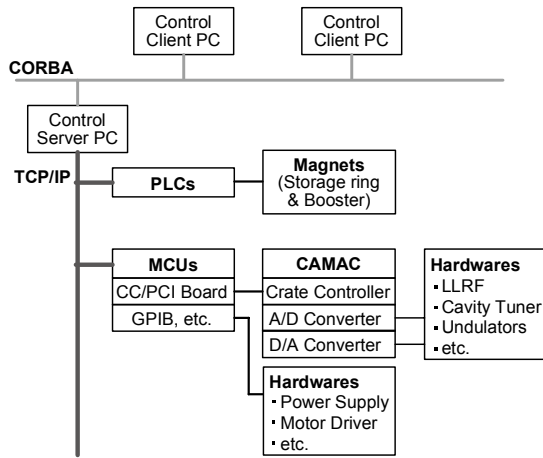 Control
Client PC
Control
Client PC
CORBA
Control
Server PC
TCP/IP
PLCs
Magnets
(Storage ring
& Booster)
MCUs
CC/PCI Board
GPIB, etc.
CAMAC
Crate Controller
A/D Converter
D/A Converter
Hardwares
・LLRF
・Cavity Tuner
・Undulators
・etc.
Hardwares
・Power Supply
・Motor Driver
・etc.